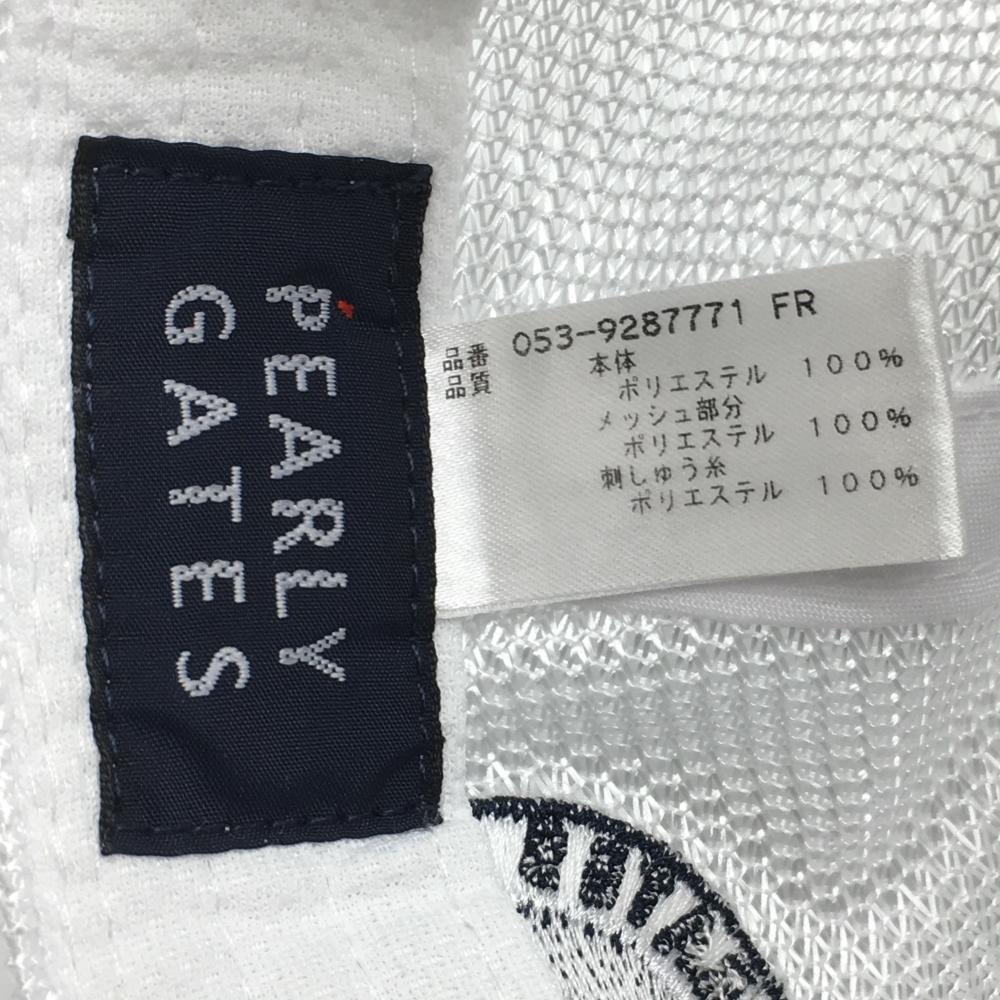 PEARLY
GATES
品番 053-9287771 FR
品質 本体
ポリエステル 100%
メッシュ部分
ポリエステル 100%
刺しゅう糸
ポリエステル 100%